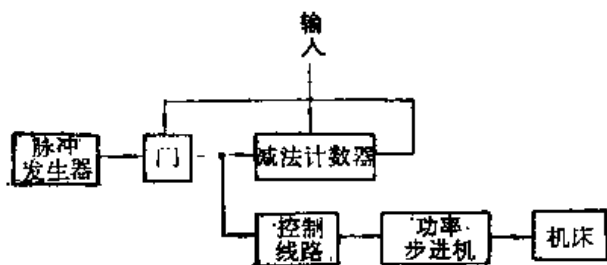 输
入
脉冲
发生器
门
减法计数器
控制
线路
功率
步进机
机床